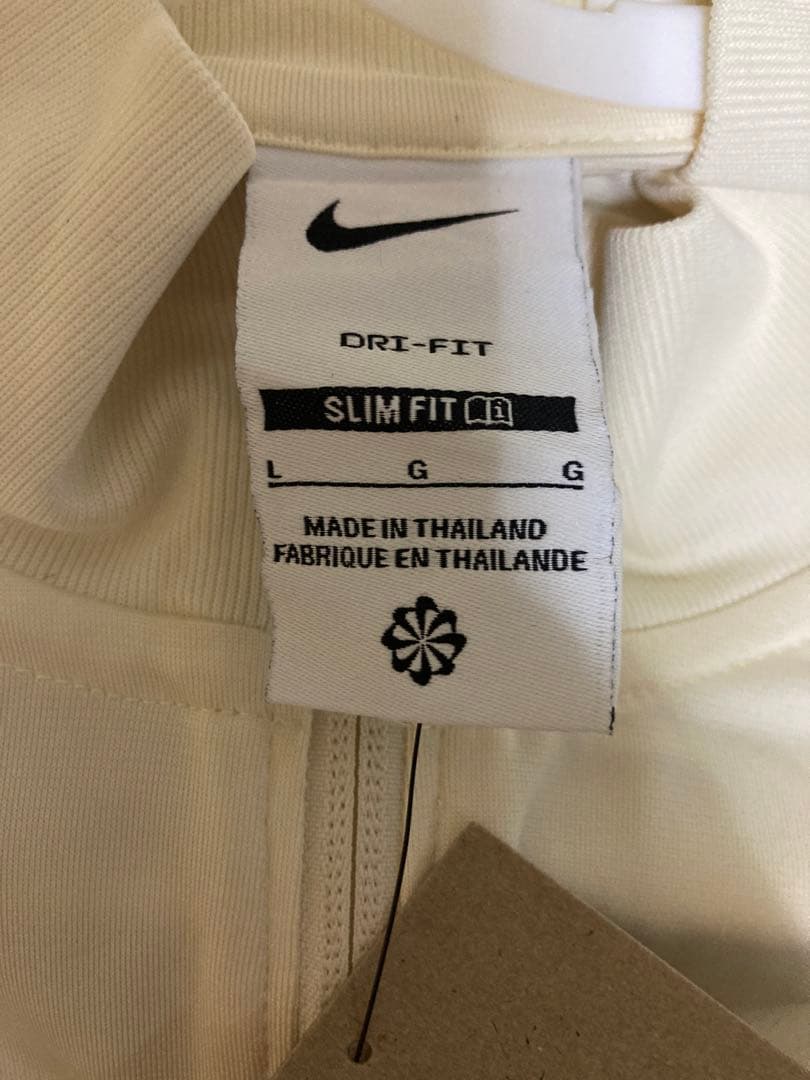 DRI-FIT
SLIM FIT
L G G
MADE IN THAILAND
FABRIQUE EN THAILANDE